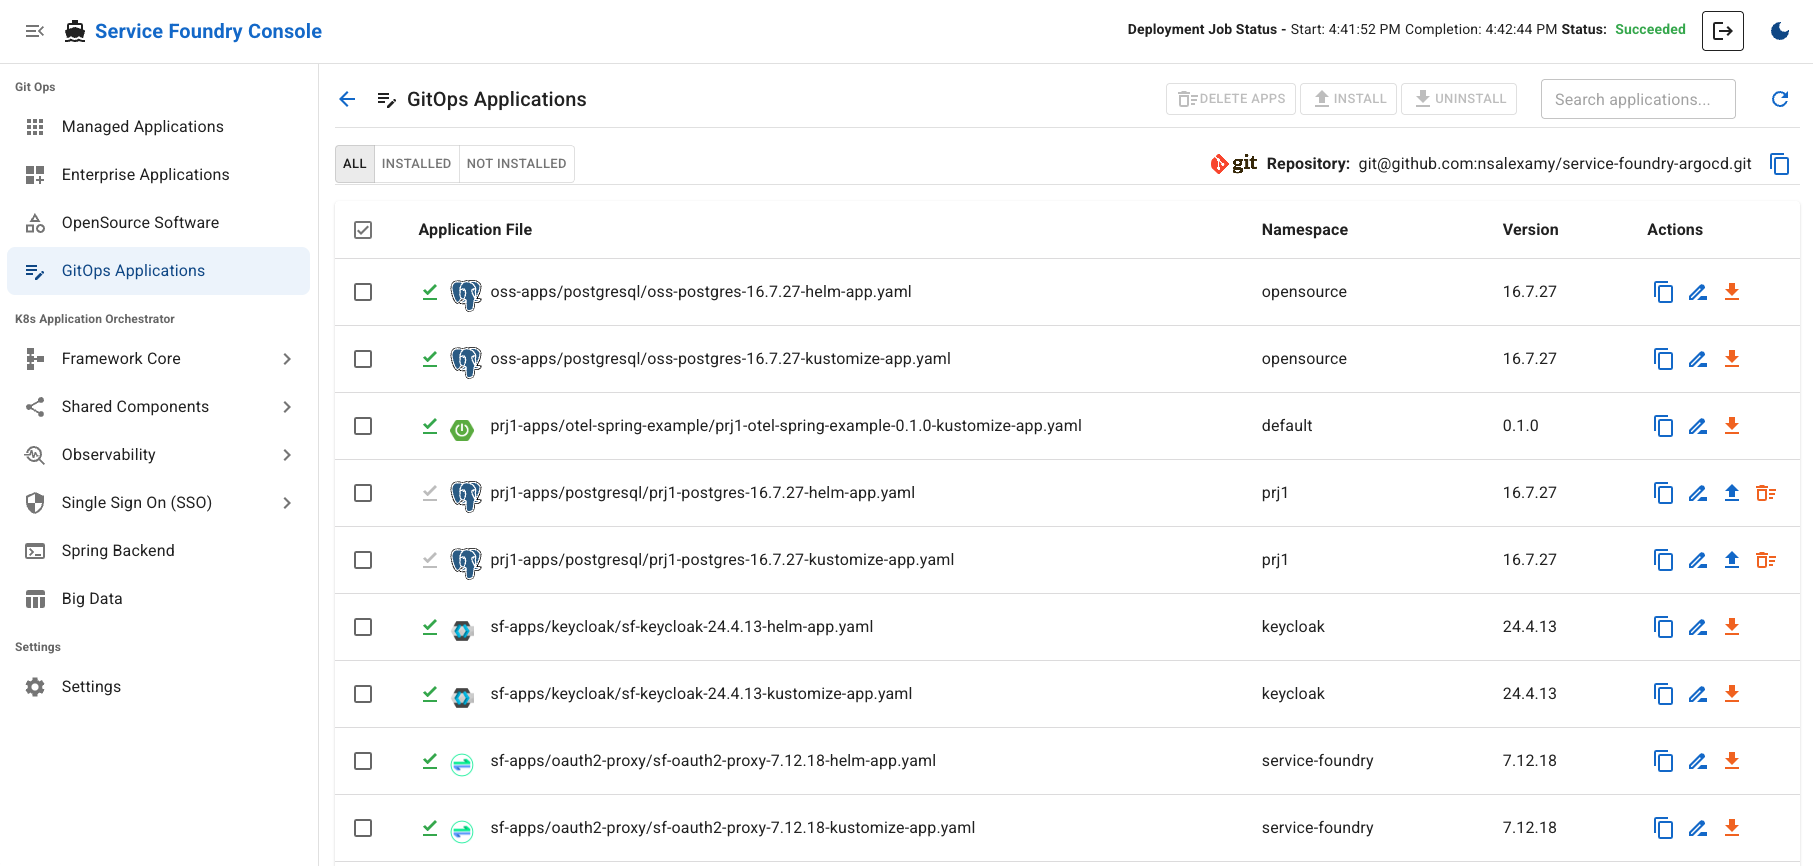 Service Foundry Console
Deployment Job Status - Start: 4:41:52 PM Completion: 4:42:44 PM Status: Succeeded
Git Ops
Managed Applications
Enterprise Applications
OpenSource Software
GitOps Applications
K8s Application Orchestrator
Framework Core
Shared Components
Observability
Single Sign On (SSO)
Spring Backend
Big Data
Settings
Settings
GitOps Applications
DELETE APPS INSTALL UNINSTALL Search applications...
ALL INSTALLED NOT INSTALLED
git Repository: git@github.com:nsalexamy/service-foundry-argocd.git
Application File Namespace Version Actions
oss-apps/postgresql/oss-postgres-16.7.27-helm-app.yaml opensource 16.7.27
oss-apps/postgresql/oss-postgres-16.7.27-kustomize-app.yaml opensource 16.7.27
prj1-apps/otel-spring-example/prj1-otel-spring-example-0.1.0-kustomize-app.yaml default 0.1.0
prj1-apps/postgresql/prj1-postgres-16.7.27-helm-app.yaml prj1 16.7.27
prj1-apps/postgresql/prj1-postgres-16.7.27-kustomize-app.yaml prj1 16.7.27
sf-apps/keycloak/sf-keycloak-24.4.13-helm-app.yaml keycloak 24.4.13
sf-apps/keycloak/sf-keycloak-24.4.13-kustomize-app.yaml keycloak 24.4.13
sf-apps/oauth2-proxy/sf-oauth2-proxy-7.12.18-helm-app.yaml service-foundry 7.12.18
sf-apps/oauth2-proxy/sf-oauth2-proxy-7.12.18-kustomize-app.yaml service-foundry 7.12.18